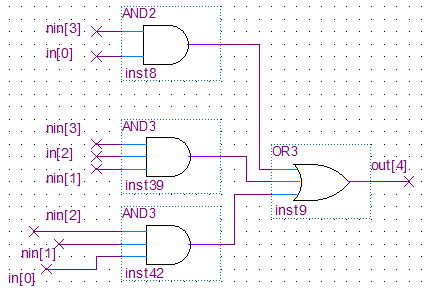 AND2
nin[3]
in[0]
inst8
AND3
nin[3]
in[2]
nin[1]
inst39
OR3
out[4]
inst9
AND3
nin[2]
nin[1]
in[0]
inst42